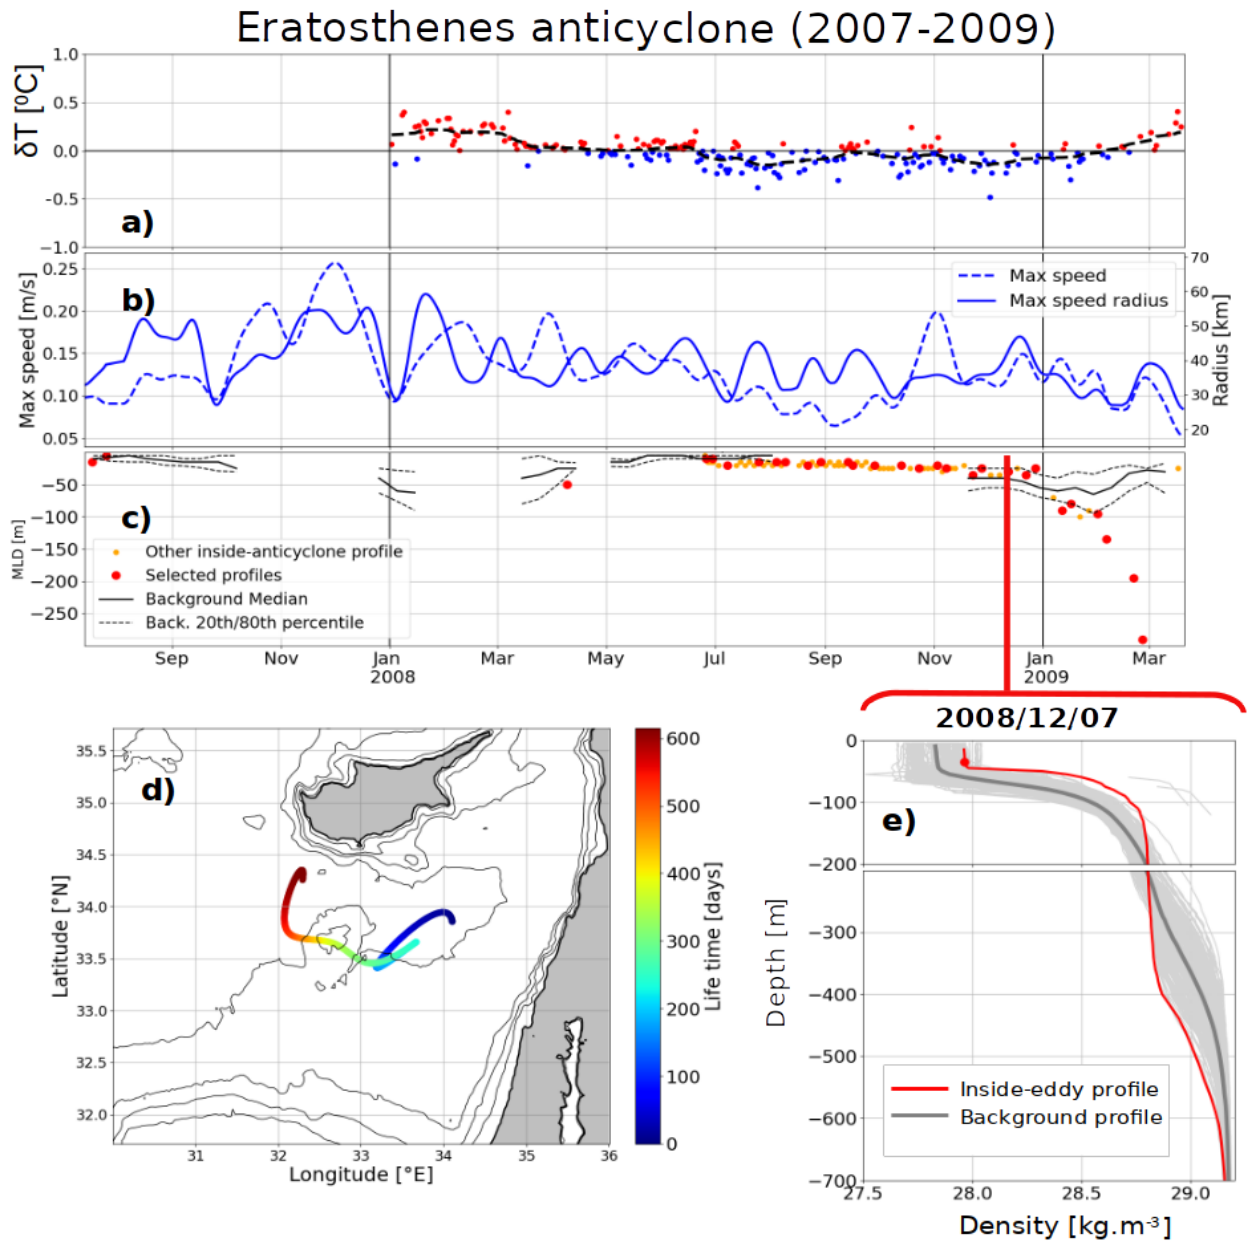 Eratosthenes anticyclone (2007-2009)
δT [⁰C]
1.0
0.5
0.0
−0.5
−1.0
a)
Max speed [m/s]
0.25
0.20
0.15
0.10
0.05
b)
Max speed
Max speed radius
70
60
50
40
30
20
Radius [km]
MLD [m]
−50
−100
−150
−200
−250
c)
Other inside-anticyclone profile
Selected profiles
Background Median
Back. 20th/80th percentile
Sep Nov Jan Mar May Jul Sep Nov Jan Mar
2008 2009
2008/12/07
d)
Latitude [°N]
35.5
35.0
34.5
34.0
33.5
33.0
32.5
32.0
31 32 33 34 35 36
Longitude [°E]
600
500
400
300
200
100
0
Life time [days]
e)
Depth [m]
0
−100
−200
−300
−400
−500
−600
−700
Inside-eddy profile
Background profile
27.5 28.0 28.5 29.0
Density [kg.m⁻³]